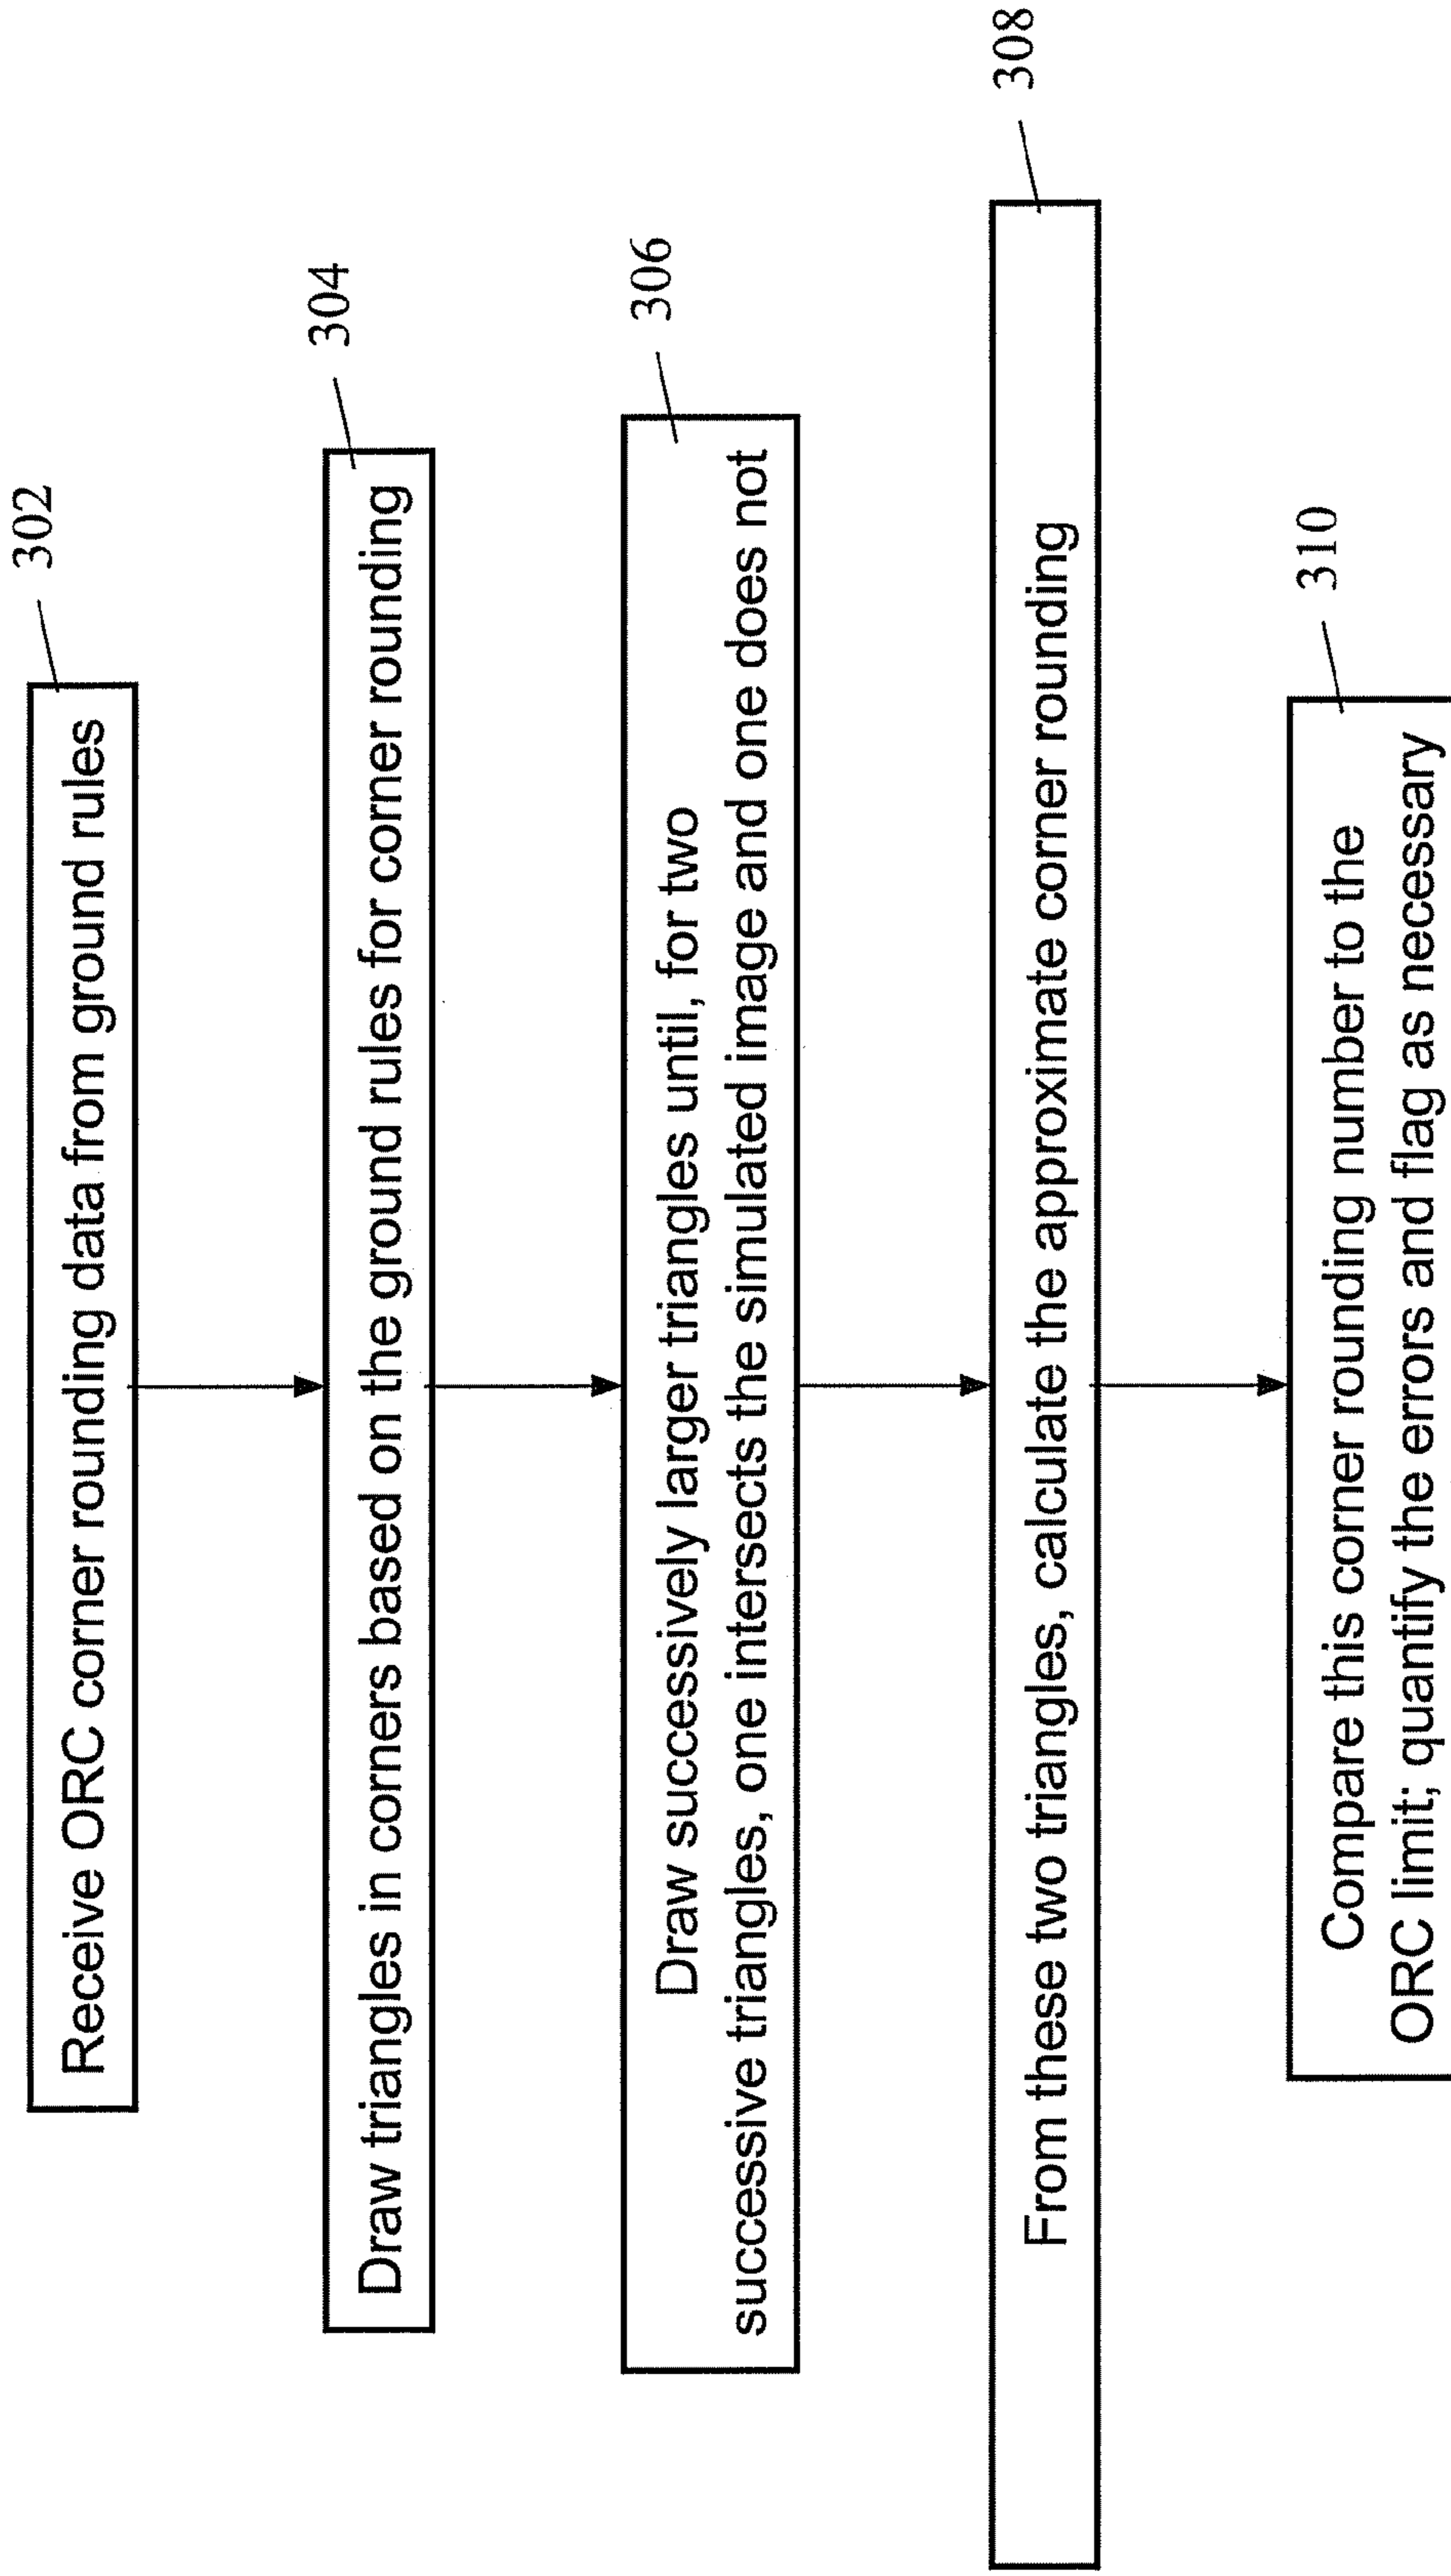 302
Receive ORC corner rounding data from ground rules
304
Draw triangles in corners based on the ground rules for corner rounding
306
Draw successively larger triangles until, for two
successive triangles, one intersects the simulated image and one does not
308
From these two triangles, calculate the approximate corner rounding
310
Compare this corner rounding number to the
ORC limit; quantify the errors and flag as necessary